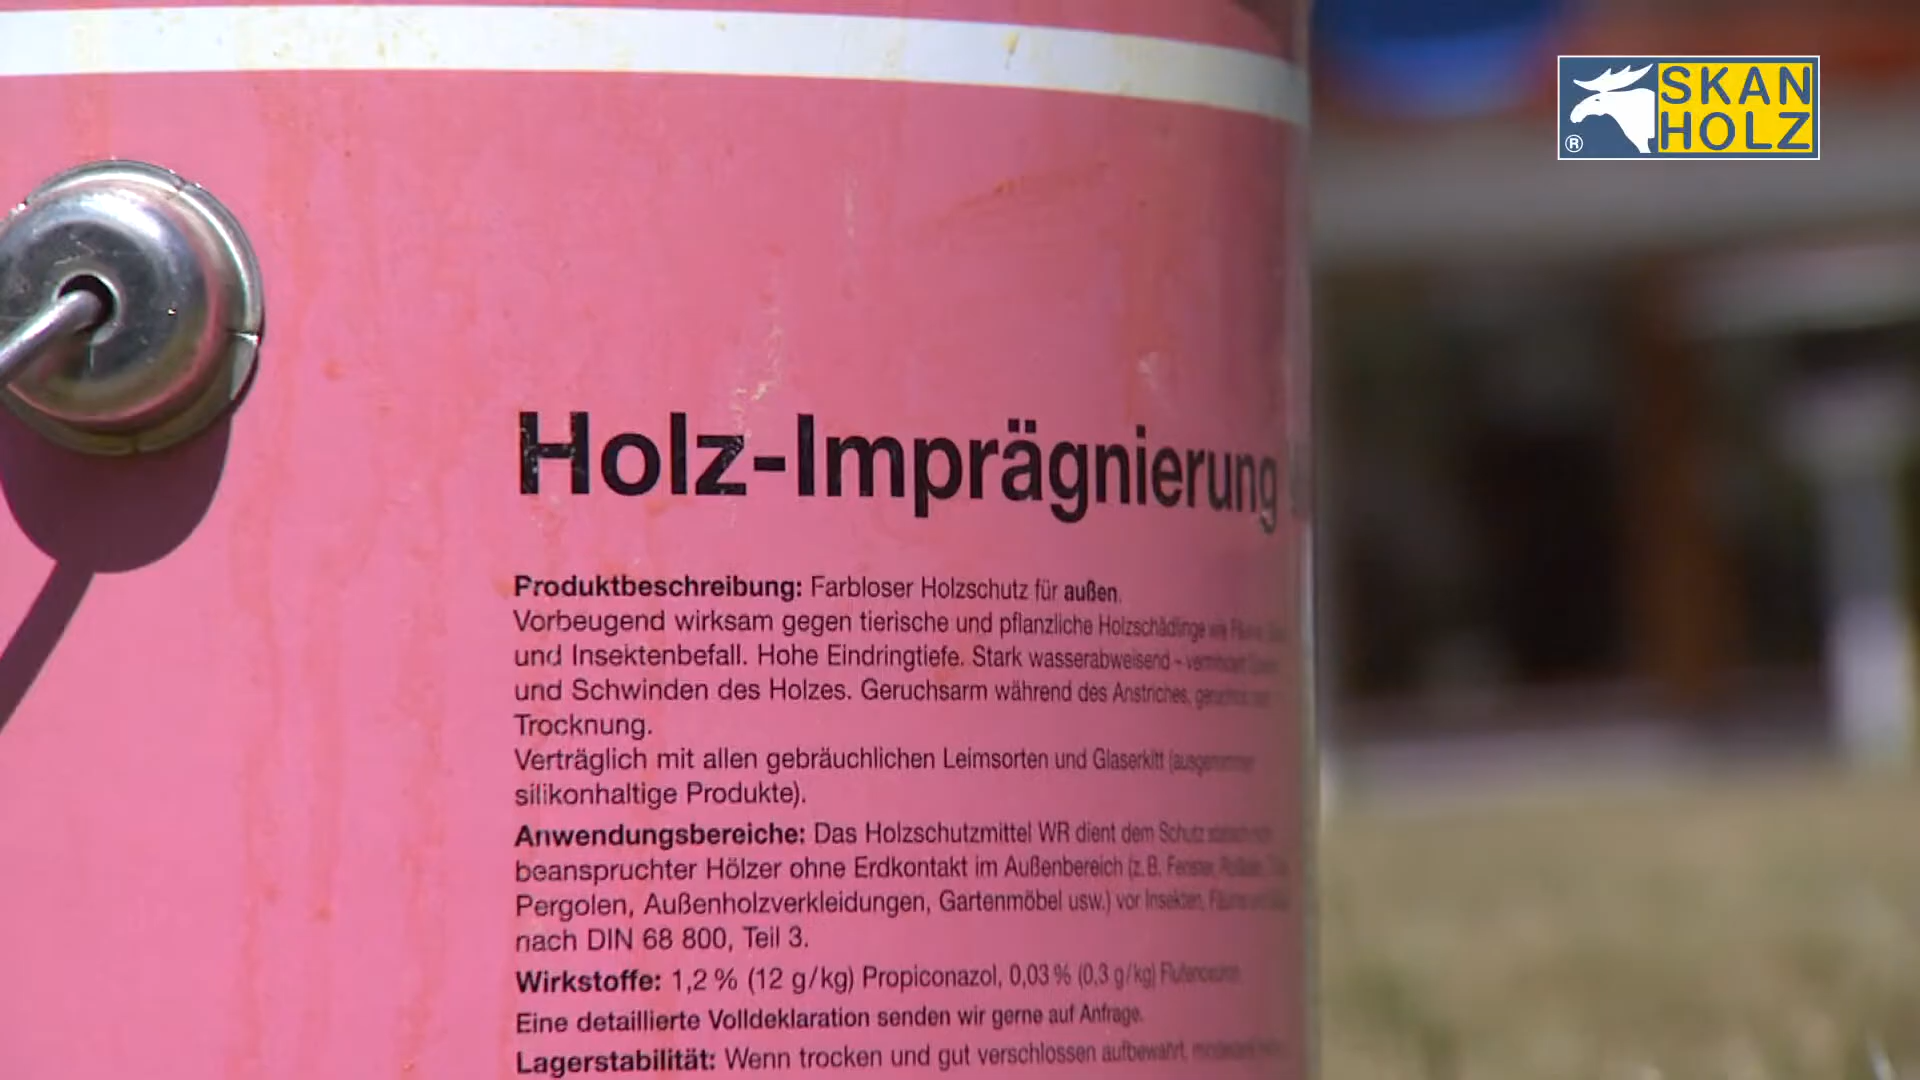 SKAN
HOLZ
®
Holz-Imprägnierung
Produktbeschreibung: Farbloser Holzschutz für außen.
Vorbeugend wirksam gegen tierische und pflanzliche Holzschädlinge wie
und Insektenbefall. Hohe Eindringtiefe. Stark wasserabweisend - vermindert
und Schwinden des Holzes. Geruchsarm während des Anstriches,
Trocknung.
Verträglich mit allen gebräuchlichen Leimsorten und Glaserkitt (ausgenommen
silikonhaltige Produkte).
Anwendungsbereiche: Das Holzschutzmittel WR dient dem Schutz
beanspruchter Hölzer ohne Erdkontakt im Außenbereich (z.B. Fenster,
Pergolen, Außenholzverkleidungen, Gartenmöbel usw.) vor Insekten,
nach DIN 68 800, Teil 3.
Wirkstoffe: 1,2 % (12 g/kg) Propiconazol, 0,03 % (0,3 g/kg)
Eine detaillierte Volldeklaration senden wir gerne auf Anfrage.
Lagerstabilität: Wenn trocken und gut verschlossen aufbewahrt,